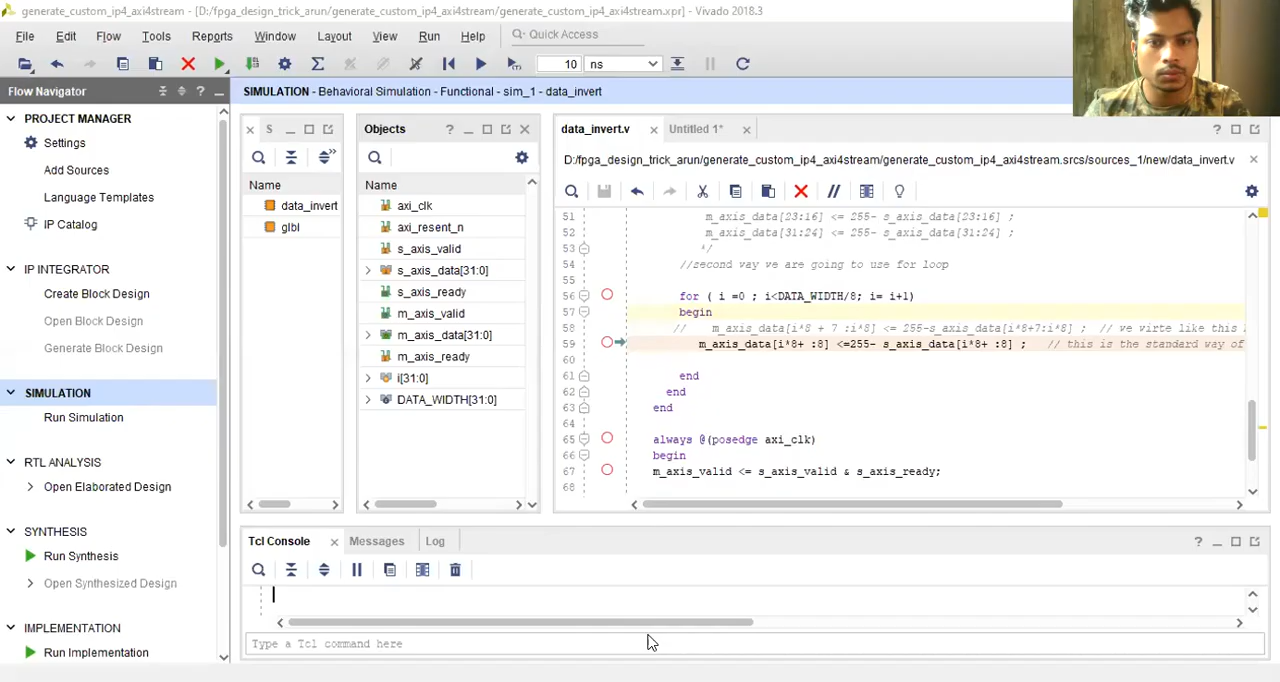 generate_custom_ip4_axi4stream - [D:/fpga_design_trick_arun/generate_custom_ip4_axi4stream/generate_custom_ip4_axi4stream.xpr] - Vivado 2018.3
File Edit Flow Tools Reports Window Layout View Run Help Quick Access
10 ns
Flow Navigator
SIMULATION - Behavioral Simulation - Functional - sim_1 - data_invert
PROJECT MANAGER
Settings
Add Sources
Language Templates
IP Catalog
IP INTEGRATOR
Create Block Design
Open Block Design
Generate Block Design
SIMULATION
Run Simulation
RTL ANALYSIS
Open Elaborated Design
SYNTHESIS
Run Synthesis
Open Synthesized Design
IMPLEMENTATION
Run Implementation
S
Name
data_invert
glbl
Objects
Name
axi_clk
axi_resent_n
s_axis_valid
s_axis_data[31:0]
s_axis_ready
m_axis_valid
m_axis_data[31:0]
m_axis_ready
i[31:0]
DATA_WIDTH[31:0]
data_invert.v Untitled 1*
D:/fpga_design_trick_arun/generate_custom_ip4_axi4stream/generate_custom_ip4_axi4stream.srcs/sources_1/new/data_invert.v
51 m_axis_data[23:16] <= 255- s_axis_data[23:16] ;
52 m_axis_data[31:24] <= 255- s_axis_data[31:24] ;
53 */
54 //second way we are going to use for loop
55
56 for ( i =0 ; i<DATA_WIDTH/8; i= i+1)
57 begin
58 // m_axis_data[i*8 + 7 :i*8] <= 255-s_axis_data[i*8+7:i*8] ; // we wirte like this
59 m_axis_data[i*8+ :8] <=255- s_axis_data[i*8+ :8] ; // this is the standard way of
60
61 end
62 end
63 end
64
65 always @(posedge axi_clk)
66 begin
67 m_axis_valid <= s_axis_valid & s_axis_ready;
68
Tcl Console Messages Log
Type a Tcl command here